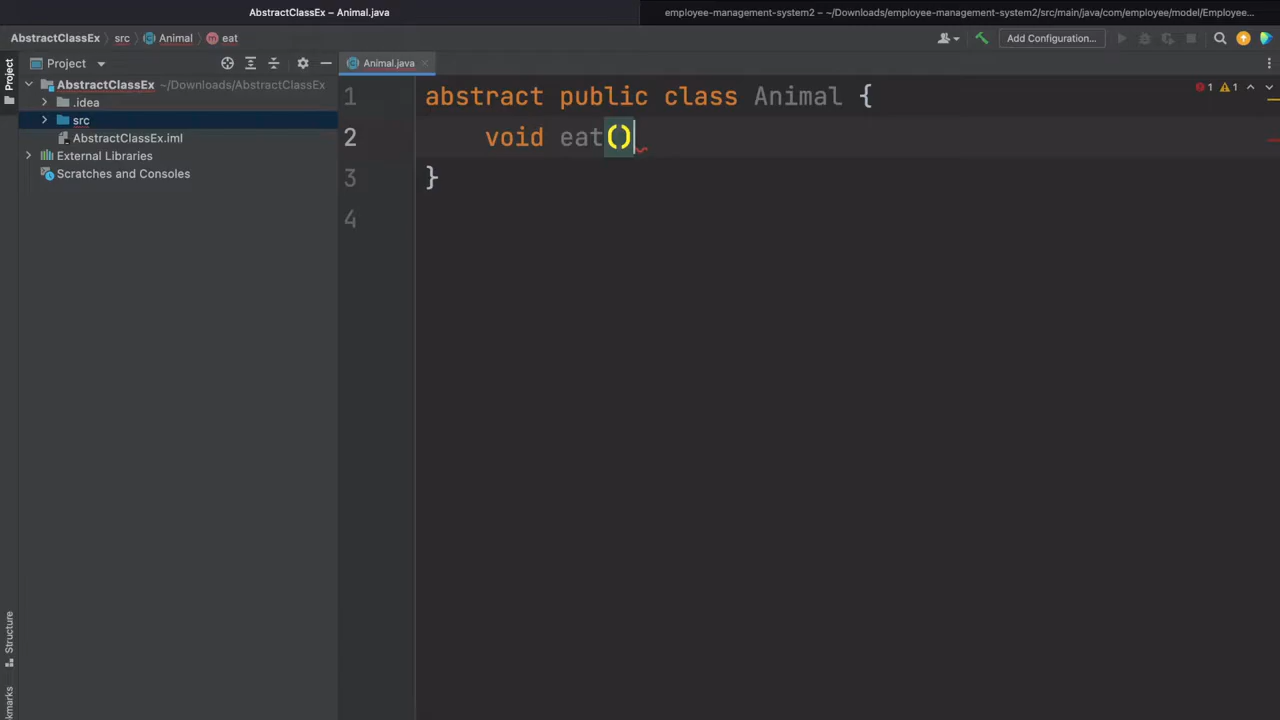 AbstractClassEx – Animal.java
employee-management-system2 – ~/Downloads/employee-management-system2/src/main/java/com/employee/model/Employee...
AbstractClassEx src Animal eat
Add Configuration...
Project
Animal.java
Project
AbstractClassEx ~/Downloads/AbstractClassEx
.idea
src
AbstractClassEx.iml
External Libraries
Scratches and Consoles
1 abstract public class Animal {
2 void eat()
3 }
4
1 1
Structure